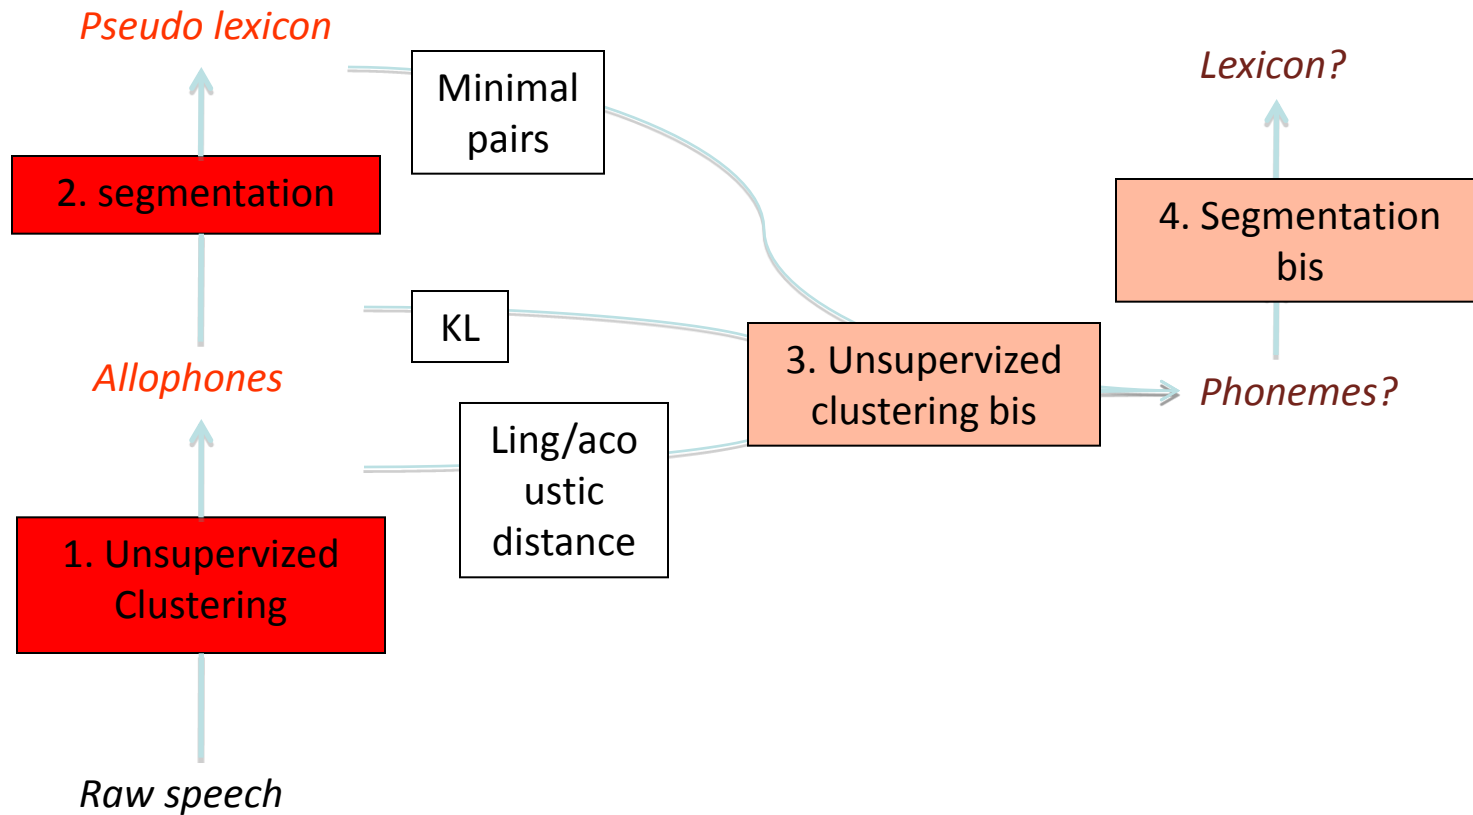 Pseudo lexicon
Minimal
pairs
Lexicon?
2. segmentation
4. Segmentation
bis
KL
3. Unsupervized
clustering bis
Allophones
Phonemes?
Ling/aco
ustic
distance
1. Unsupervized
Clustering
Raw speech